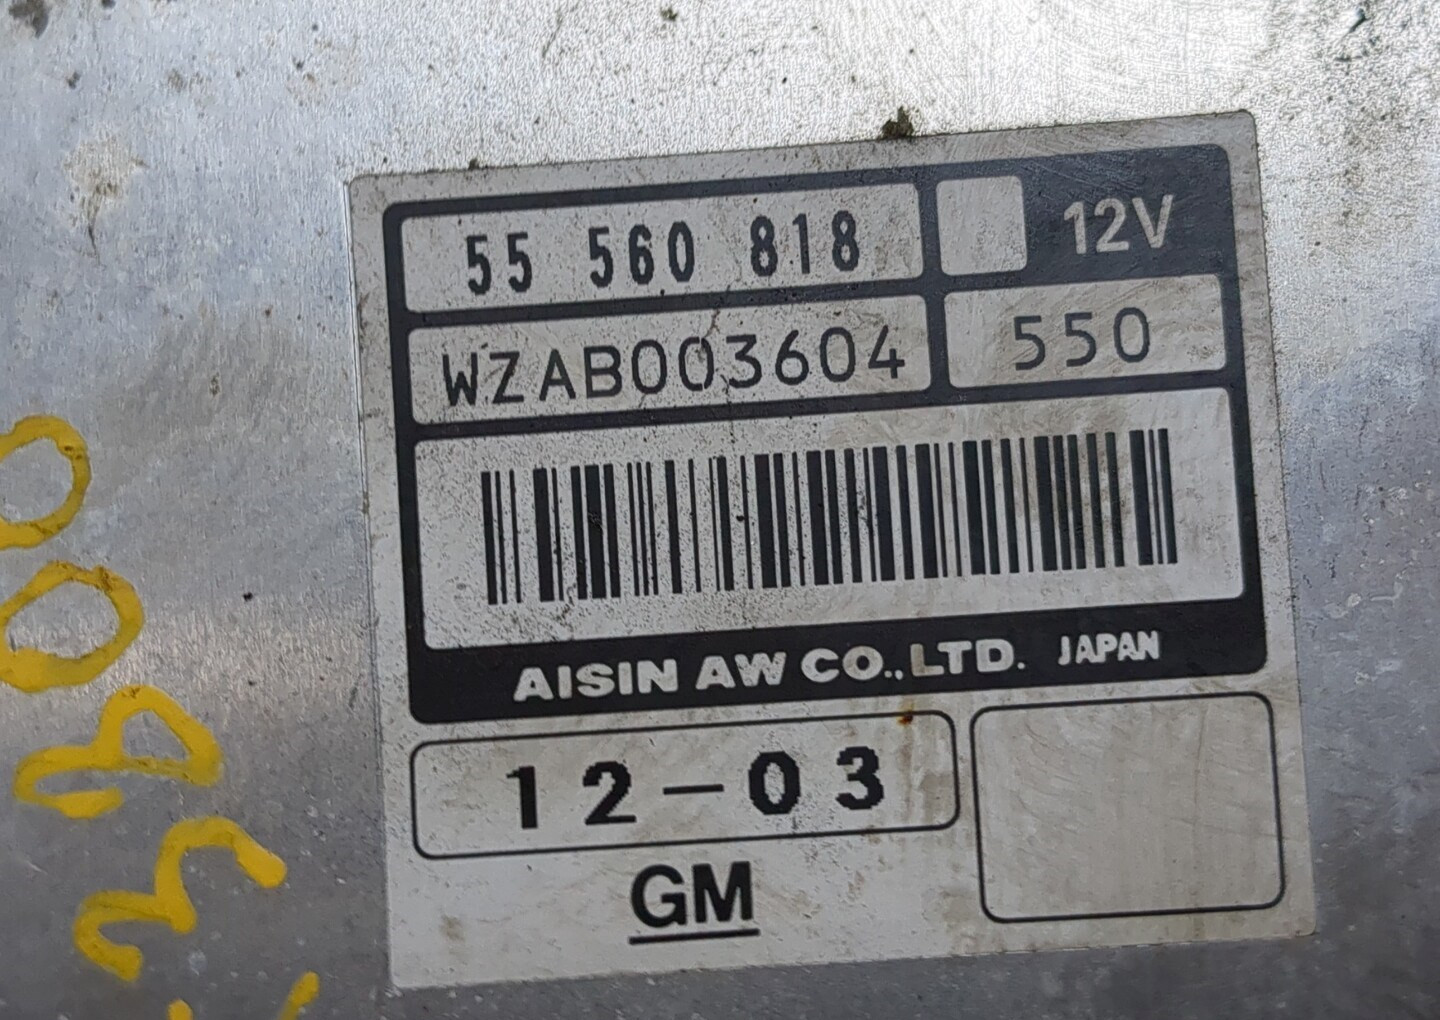 55 560 818 12V
WZAB003604 550
AISIN AW CO.,LTD. JAPAN
12-03
GM